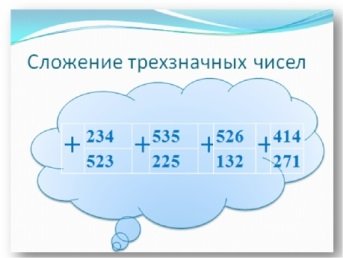 Сложение трехзначных чисел
+ 234 + 535 + 526 + 414
523 225 132 271